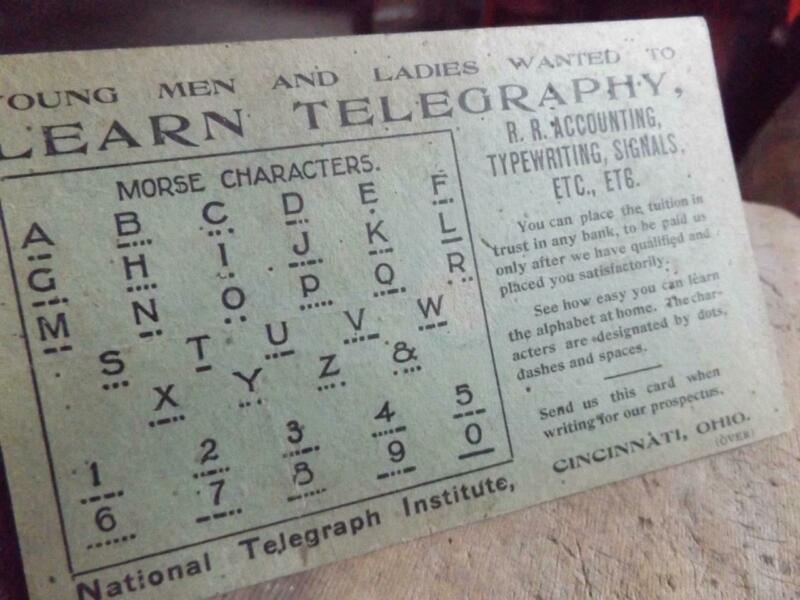 YOUNG MEN AND LADIES WANTED TO
LEARN TELEGRAPHY,
R. R. ACCOUNTING,
TYPEWRITING, SIGNALS,
ETC., ETC.
MORSE CHARACTERS.
A B C D E F
G H I J K L
M N O P Q R
S T U V W
X Y Z &
1 2 3 4 5
6 7 8 9 0
You can place the tuition in
trust in any bank, to be paid us
only after we have qualified and
placed you satisfactorily.
See how easy you can learn
the alphabet at home. The char-
acters are designated by dots,
dashes and spaces.
Send us this card when
writing for our prospectus.
National Telegraph Institute,
CINCINNATI, OHIO.
(OVER)